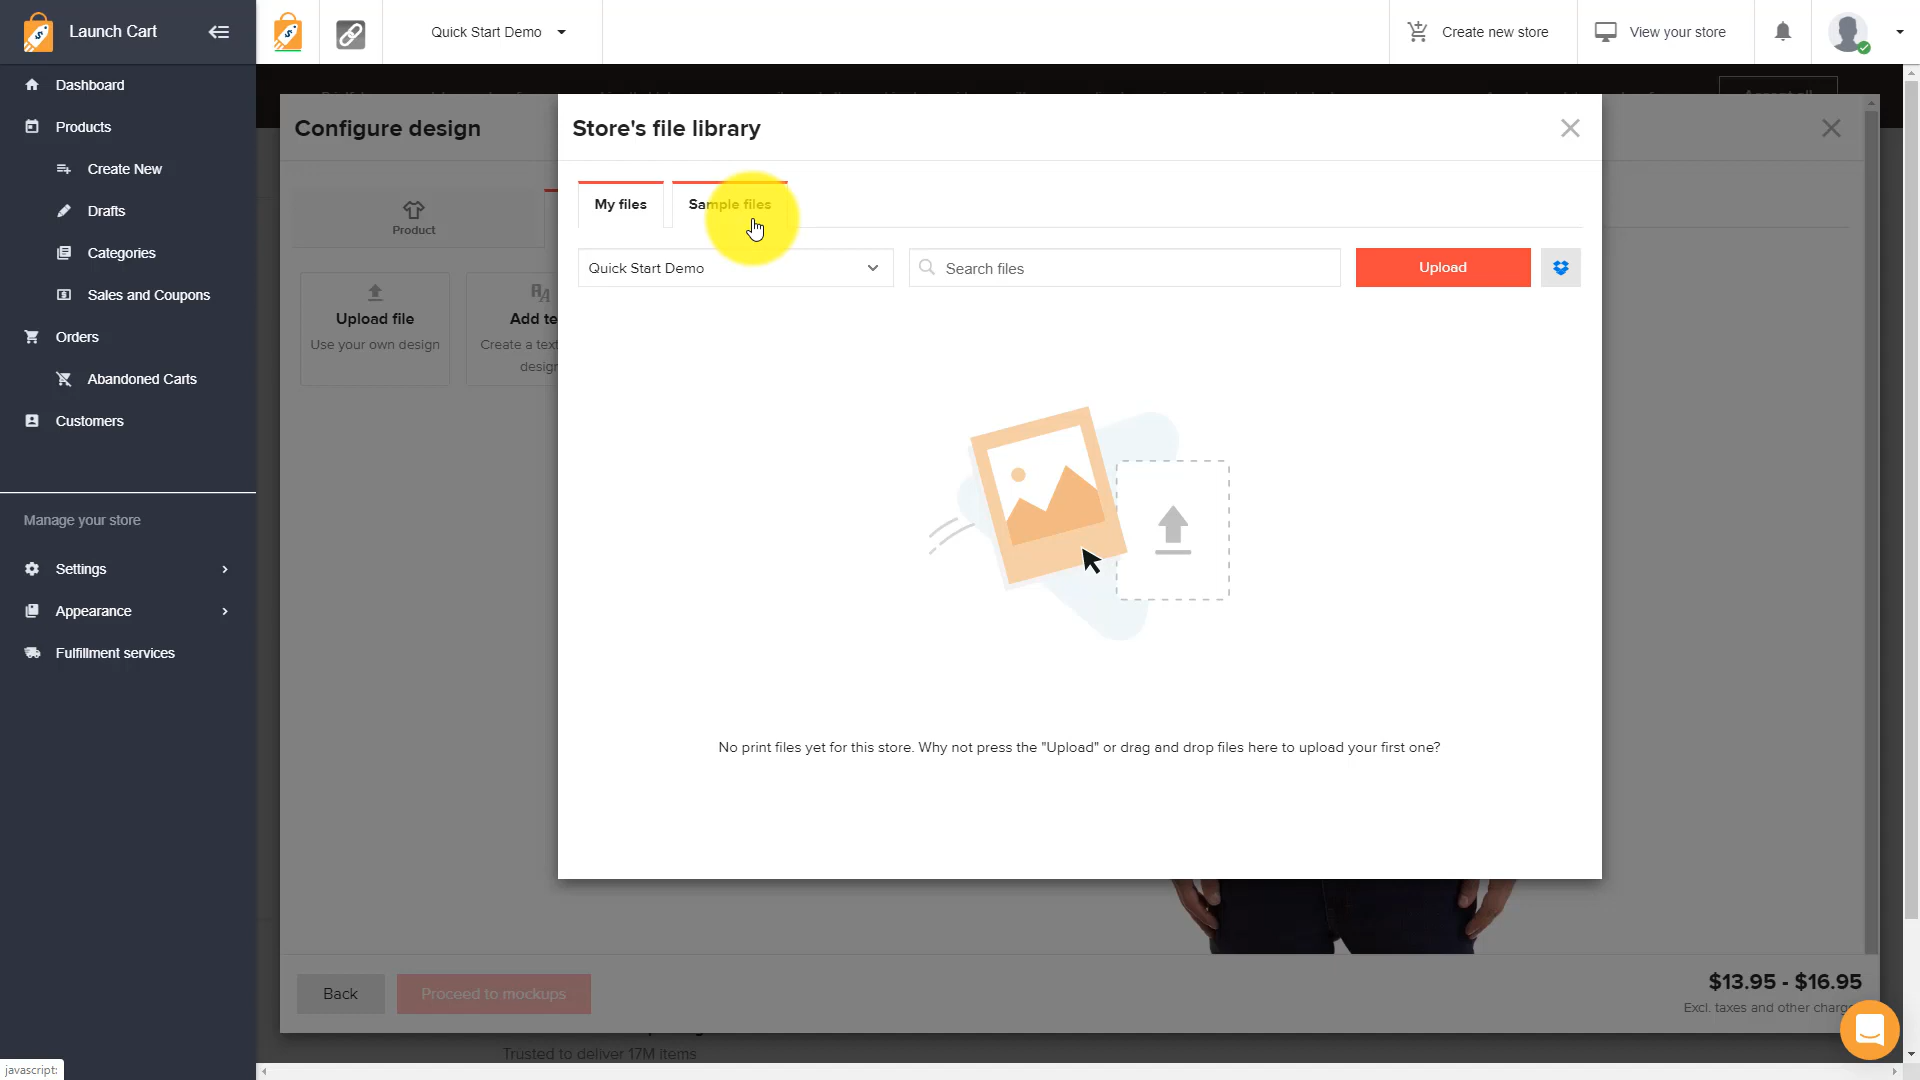 Launch Cart
Quick Start Demo
Create new store
View your store
Dashboard
Products
Create New
Drafts
Categories
Sales and Coupons
Orders
Abandoned Carts
Customers
Manage your store
Settings
Appearance
Fulfillment services
Configure design
Product
Upload file
Use your own design
Add te
Create a text
design
Store's file library
My files
Sample files
Quick Start Demo
Search files
Upload
No print files yet for this store. Why not press the "Upload" or drag and drop files here to upload your first one?
Back
Proceed to mockups
$13.95 - $16.95
Excl. taxes and other charg
Trusted to deliver 17M items
javascript: